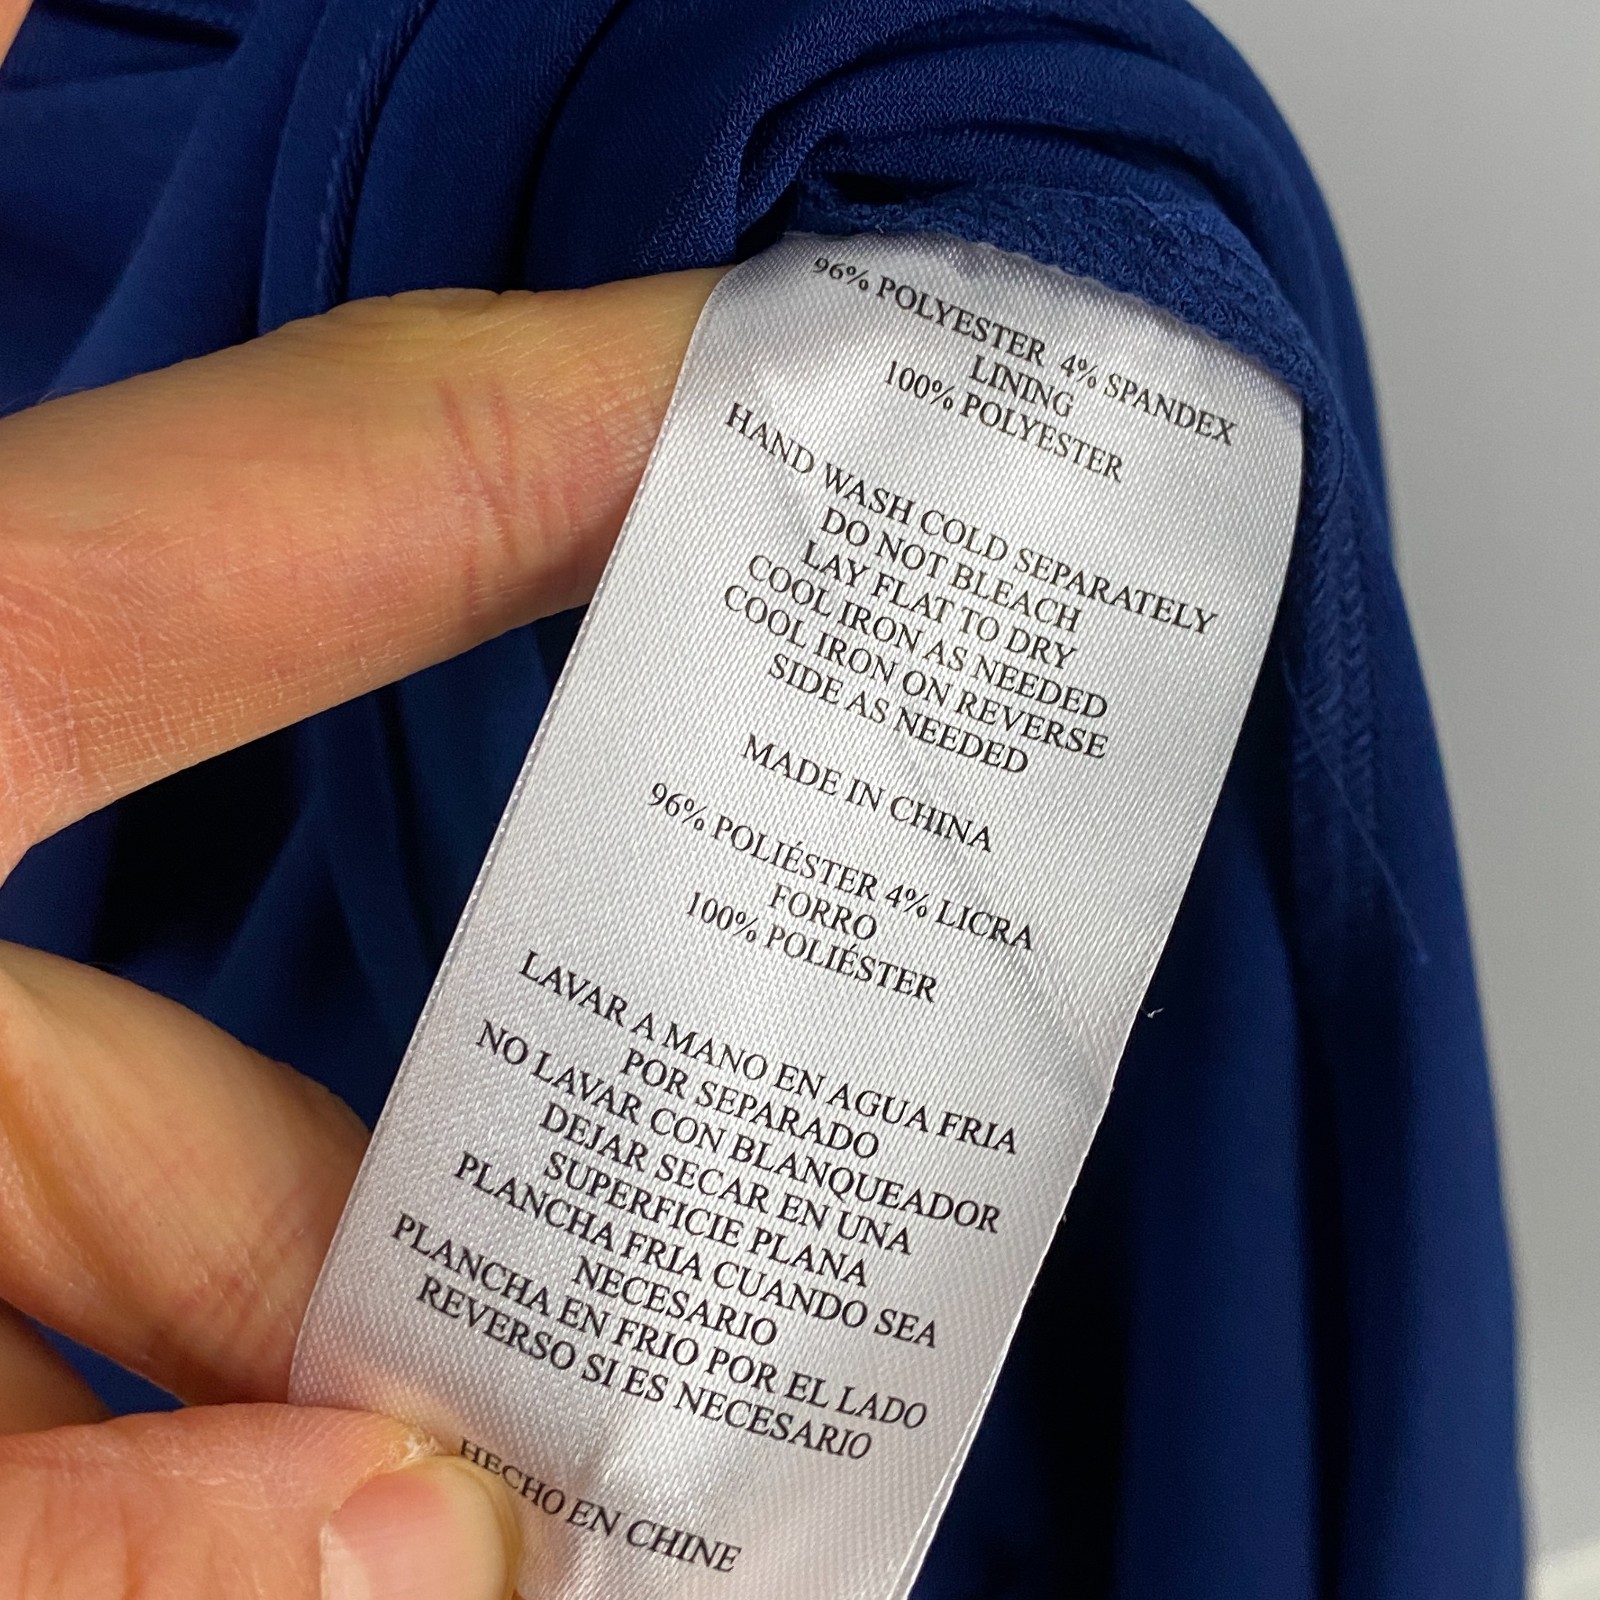 96% POLYESTER 4% SPANDEX
LINING
100% POLYESTER
HAND WASH COLD SEPARATELY
DO NOT BLEACH
LAY FLAT TO DRY
COOL IRON AS NEEDED
COOL IRON ON REVERSE
SIDE AS NEEDED
MADE IN CHINA
96% POLIÉSTER 4% LICRA
FORRO
100% POLIÉSTER
LAVAR A MANO EN AGUA FRIA
POR SEPARADO
NO LAVAR CON BLANQUEADOR
DEJAR SECAR EN UNA
SUPERFICIE PLANA
PLANCHA FRIA CUANDO SEA
NECESARIO
PLANCHA EN FRIO POR EL LADO
REVERSO SI ES NECESARIO
HECHO EN CHINE